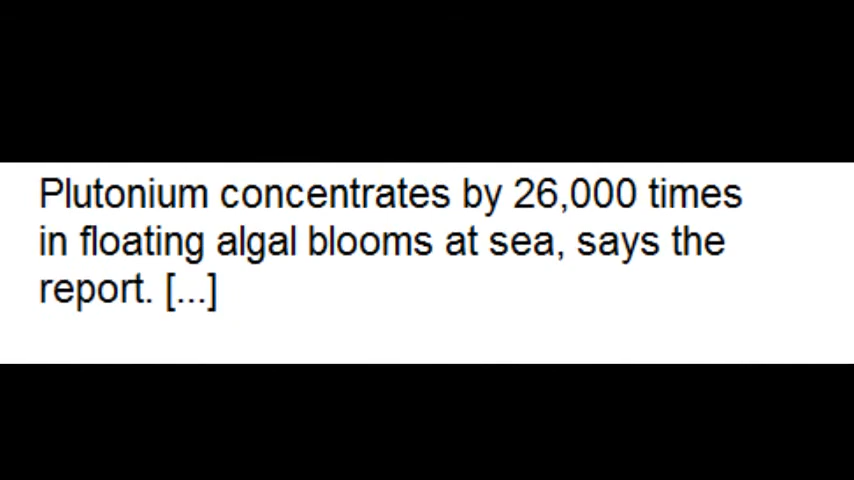 Plutonium concentrates by 26,000 times
in floating algal blooms at sea, says the
report. [...]